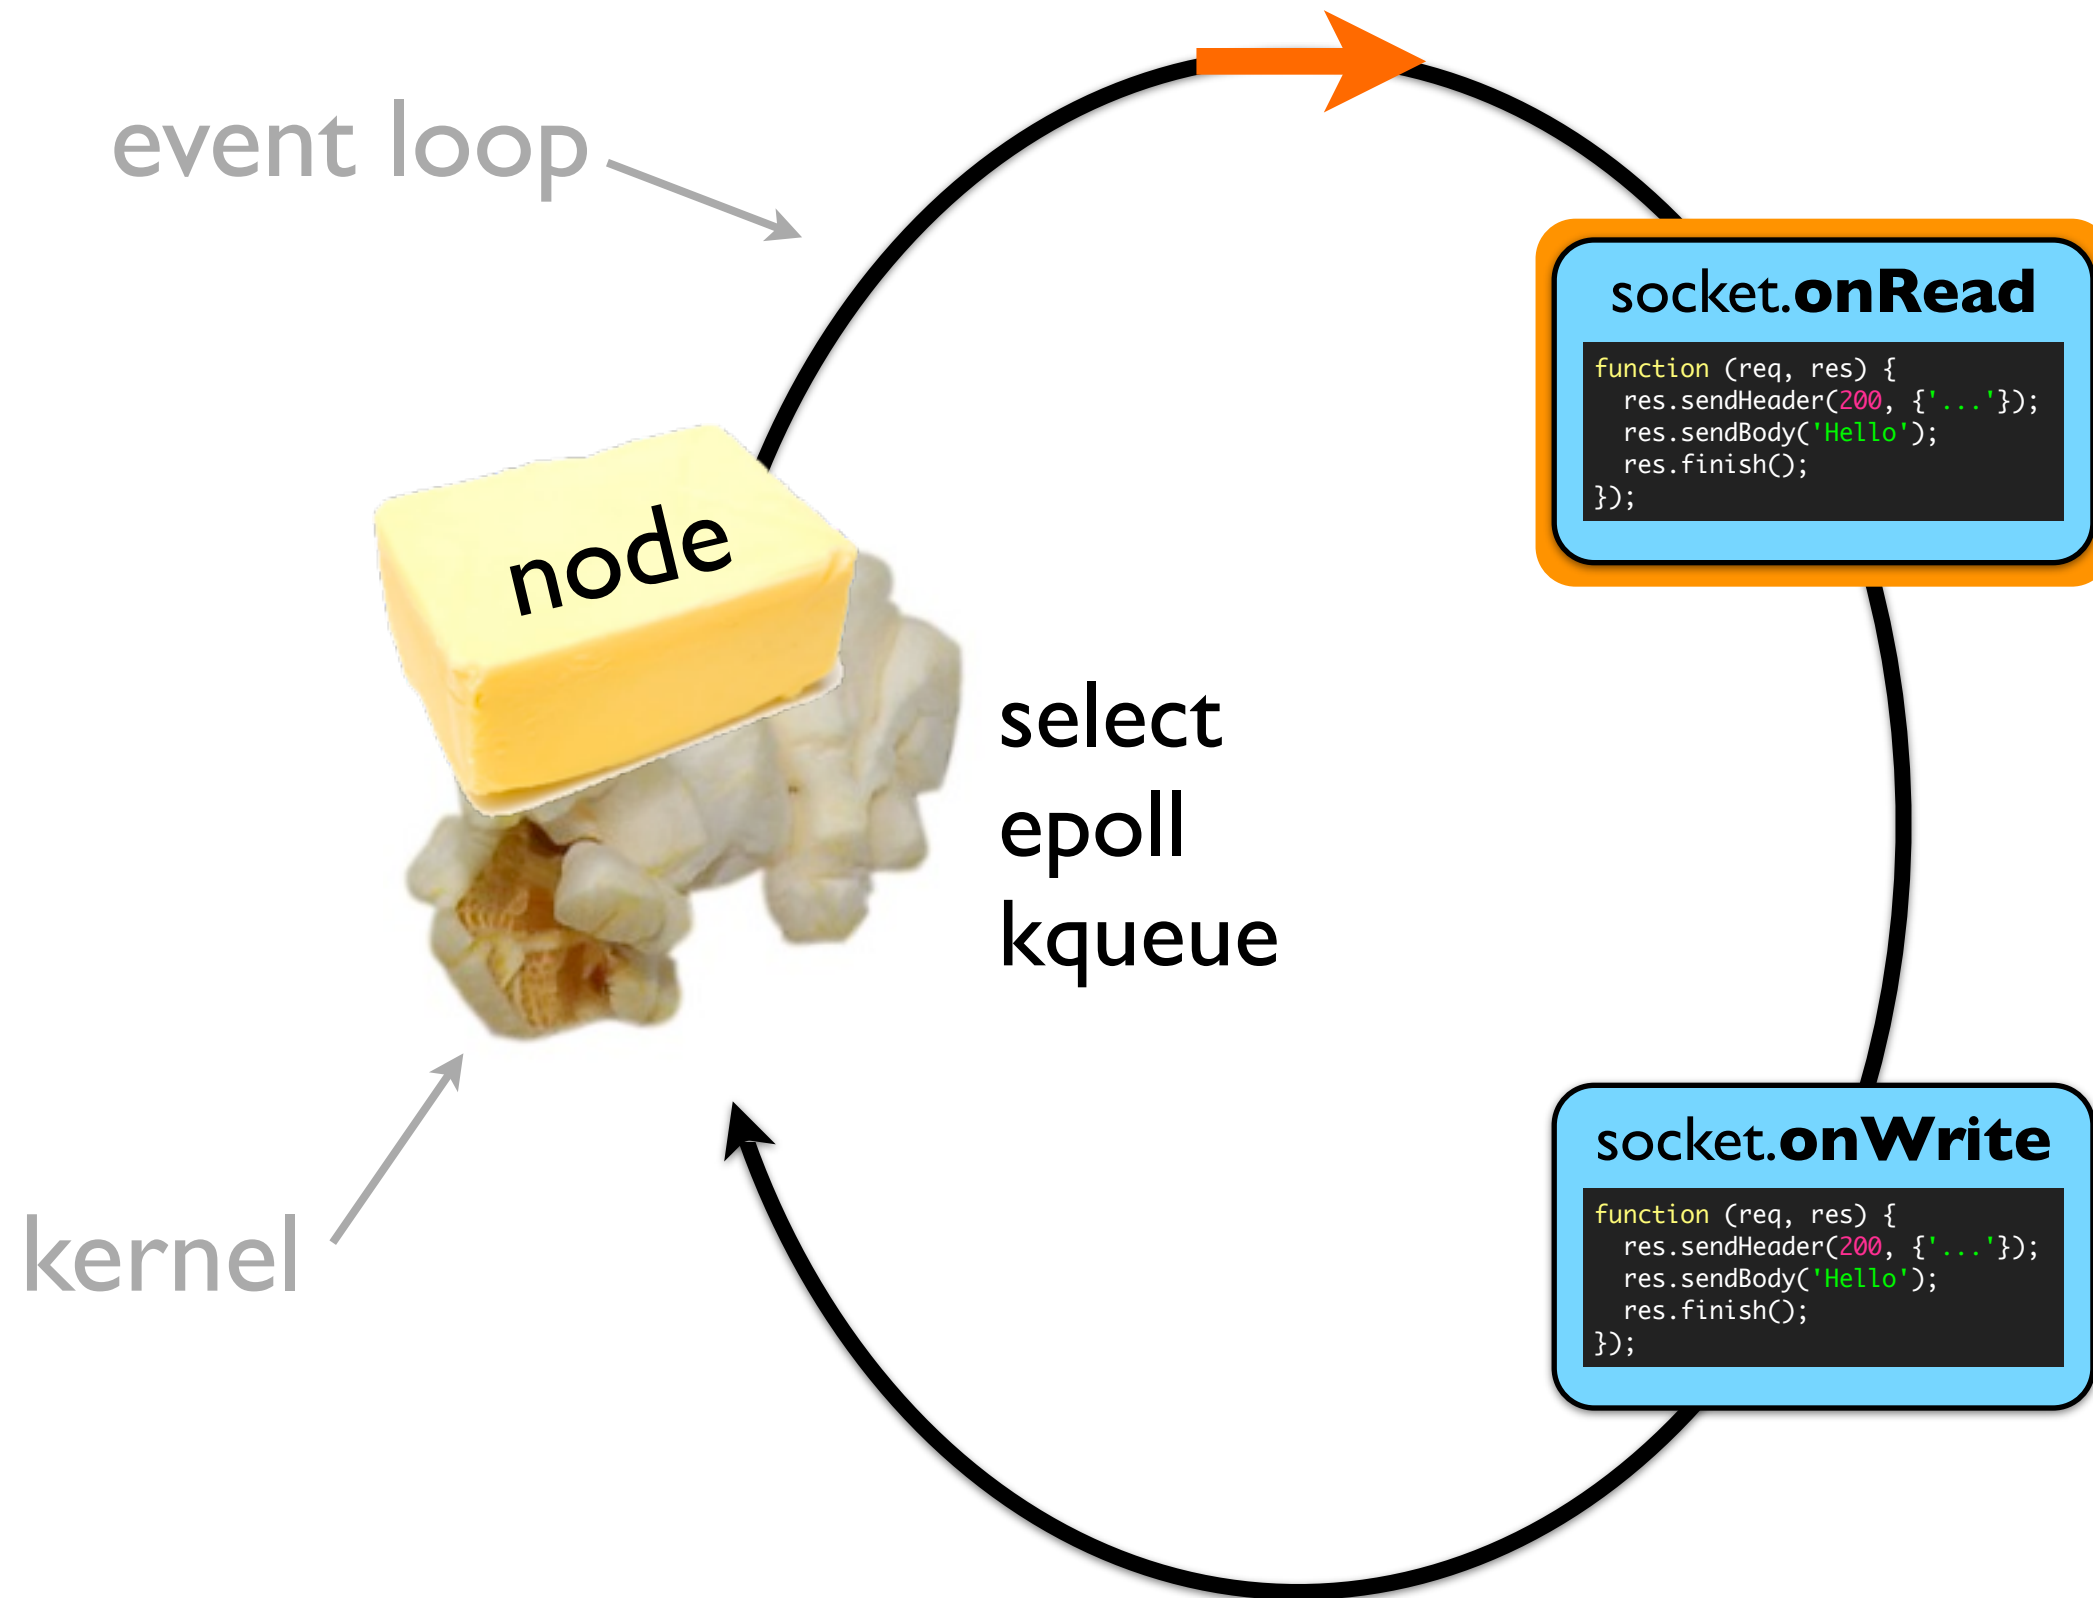 event loop
socket.onRead
function (req, res) {
  res.sendHeader(200, {'...'});
  res.sendBody('Hello');
  res.finish();
});
node
select
epoll
kqueue
socket.onWrite
function (req, res) {
  res.sendHeader(200, {'...'});
  res.sendBody('Hello');
  res.finish();
});
kernel